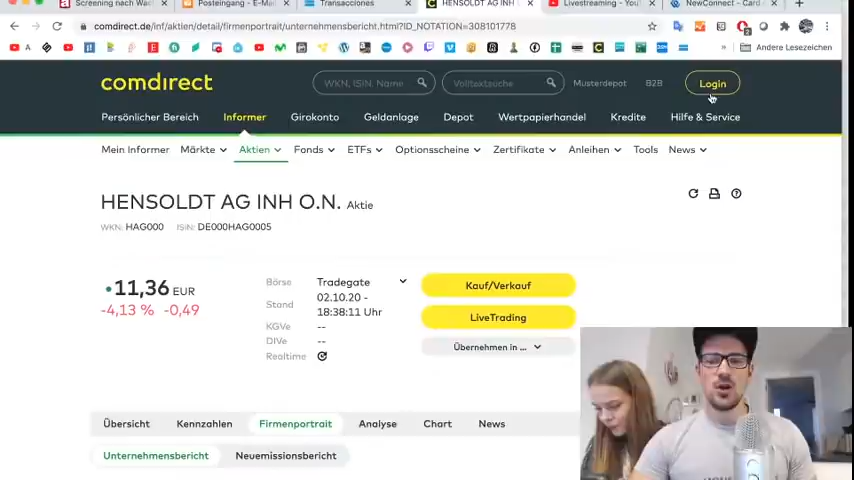 Screening nach Wac
Posteingang - E-Mai
Transacciones
HENSOLDT AG INH O
Livestreaming - YouT
NewConnect - Card
comdirect.de/inf/aktien/detail/firmenportrait/unternehmensbericht.html?ID_NOTATION=308101778
Andere Lesezeichen
comdirect
WKN, ISIN, Name
Volltextsuche
Musterdepot
B2B
Login
Persönlicher Bereich
Informer
Girokonto
Geldanlage
Depot
Wertpapierhandel
Kredite
Hilfe & Service
Mein Informer
Märkte
Aktien
Fonds
ETFs
Optionsscheine
Zertifikate
Anleihen
Tools
News
HENSOLDT AG INH O.N. Aktie
WKN: HAG000 ISIN: DE000HAG0005
11,36 EUR
-4,13 % -0,49
Börse Tradegate
Stand 02.10.20 -
18:38:11 Uhr
KGVe --
DIVe --
Realtime
Kauf/Verkauf
LiveTrading
Übernehmen in ...
Übersicht
Kennzahlen
Firmenportrait
Analyse
Chart
News
Unternehmensbericht
Neuemissionsbericht